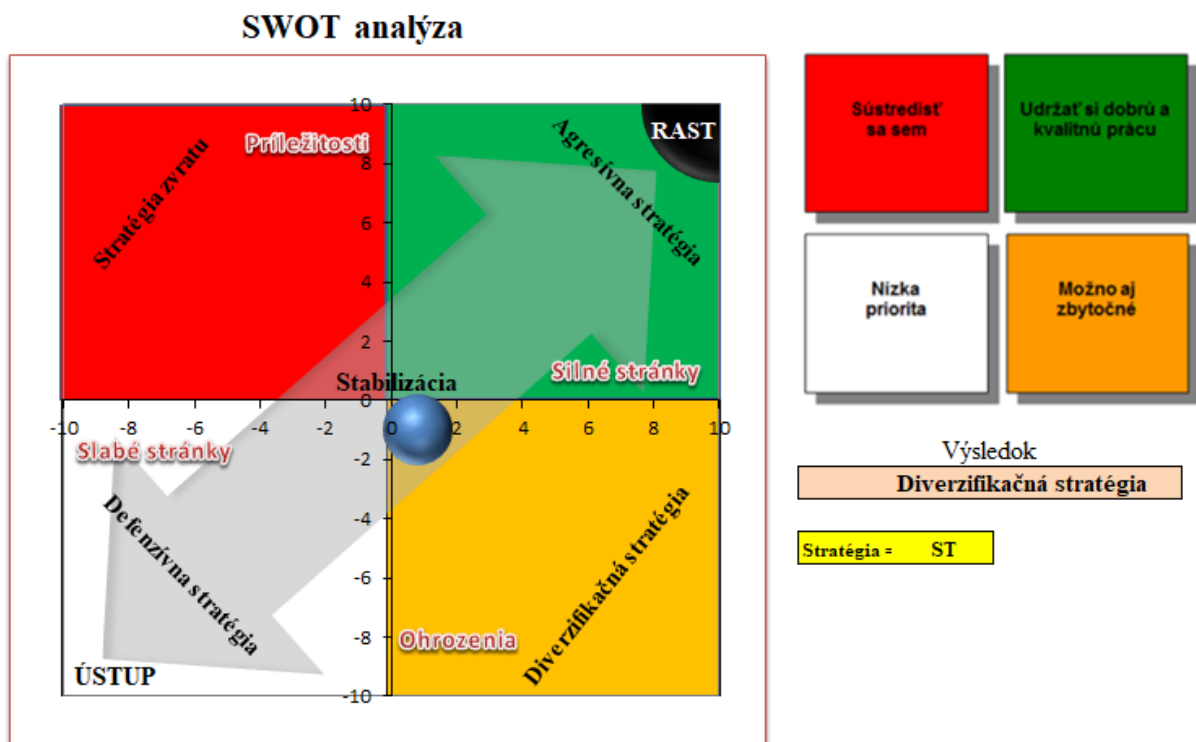 SWOT analýza
10
8
6
4
2
0
-2
-4
-6
-8
-10
-10
-8
-6
-4
-2
0
2
4
6
8
10
Príležitosti
Stratégia zvratu
Agresívna stratégia
RAST
Stabilizácia
Silné stránky
Slabé stránky
Defenzívna stratégia
ÚSTUP
Ohrozenia
Diverzifikačná stratégia
Sústredisť
sa sem
Udržať si dobrú a
kvalitnú prácu
Nízka
priorita
Možno aj
zbytočné
Výsledok
Diverzifikačná stratégia
Stratégia = ST